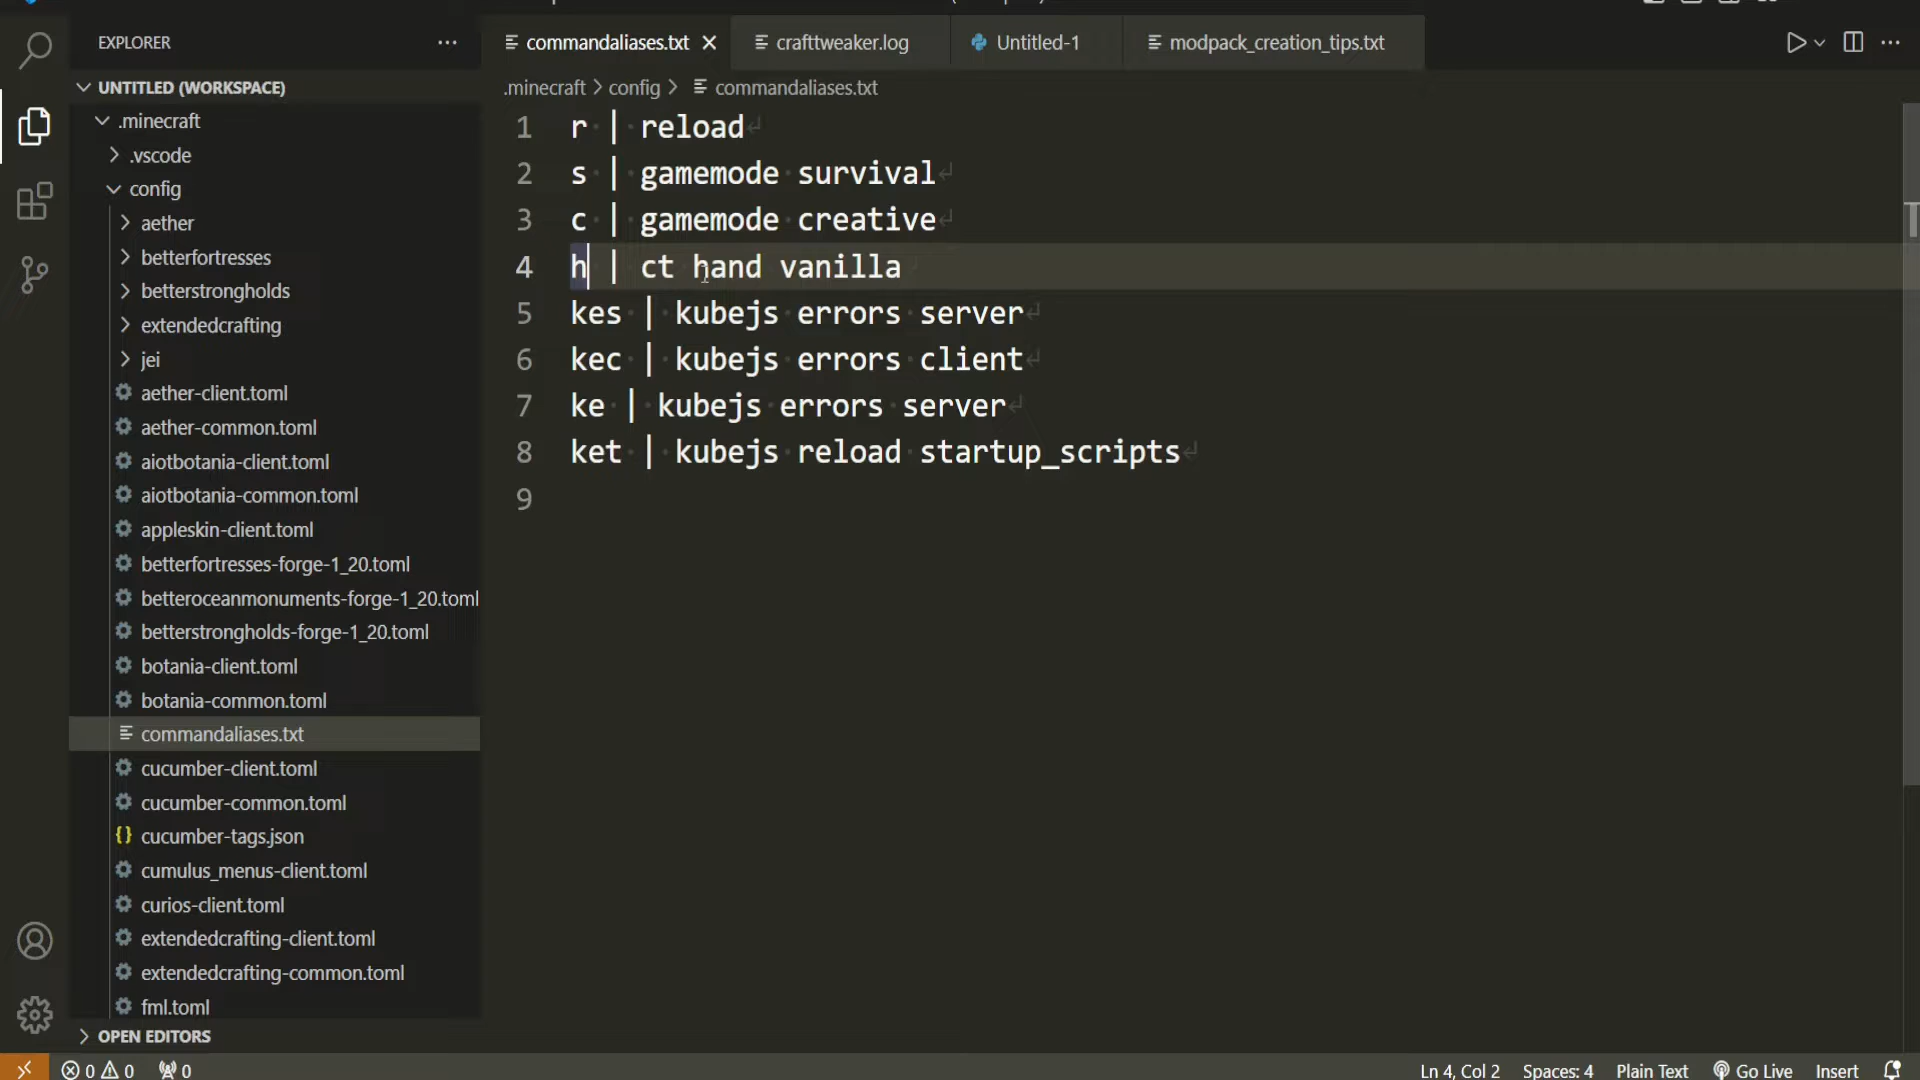 EXPLORER
commandaliases.txt
crafttweaker.log
Untitled-1
modpack_creation_tips.txt
UNTITLED (WORKSPACE)
.minecraft > config > commandaliases.txt
.minecraft
.vscode
config
aether
betterfortresses
betterstrongholds
extendedcrafting
jei
aether-client.toml
aether-common.toml
aiotbotania-client.toml
aiotbotania-common.toml
appleskin-client.toml
betterfortresses-forge-1_20.toml
betteroceanmonuments-forge-1_20.toml
betterstrongholds-forge-1_20.toml
botania-client.toml
botania-common.toml
commandaliases.txt
cucumber-client.toml
cucumber-common.toml
cucumber-tags.json
cumulus_menus-client.toml
curios-client.toml
extendedcrafting-client.toml
extendedcrafting-common.toml
fml.toml
OPEN EDITORS
1 r | reload
2 s | gamemode survival
3 c | gamemode creative
4 h | ct hand vanilla
5 kes | kubejs errors server
6 kec | kubejs errors client
7 ke | kubejs errors server
8 ket | kubejs reload startup_scripts
9
0 0 0
Ln 4, Col 2 Spaces: 4 Plain Text Go Live Insert